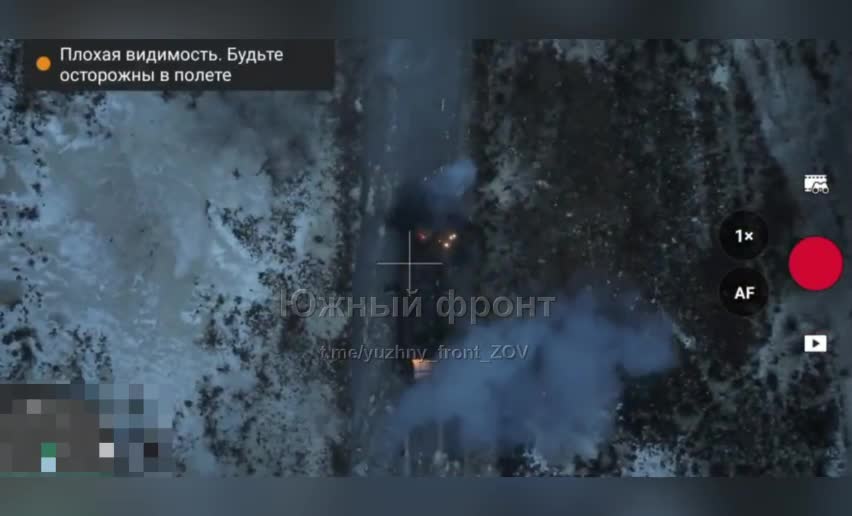 Плохая видимость. Будьте
осторожны в полете
1×
AF
Южный фронт
t.me/yuzhny_front_ZOV